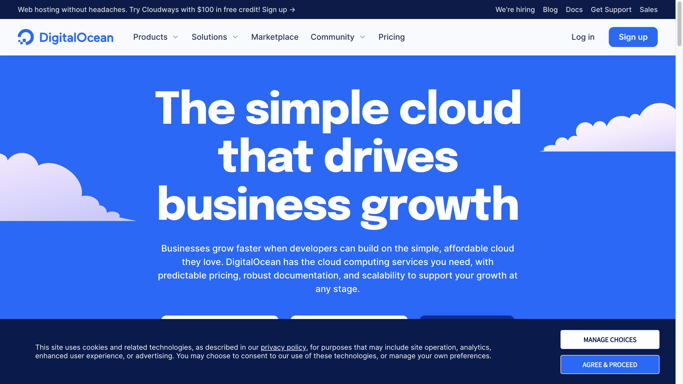 Web hosting without headaches. Try Cloudways with $100 in free credit! Sign up →
We're hiring Blog Docs Get Support Sales
DigitalOcean Products Solutions Marketplace Community Pricing Log in Sign up
The simple cloud
that drives
business growth
Businesses grow faster when developers can build on the simple, affordable cloud
they love. DigitalOcean has the cloud computing services you need, with
predictable pricing, robust documentation, and scalability to support your growth at
any stage.
This site uses cookies and related technologies, as described in our privacy policy, for purposes that may include site operation, analytics,
enhanced user experience, or advertising. You may choose to consent to our use of these technologies, or manage your own preferences.
MANAGE CHOICES
AGREE & PROCEED